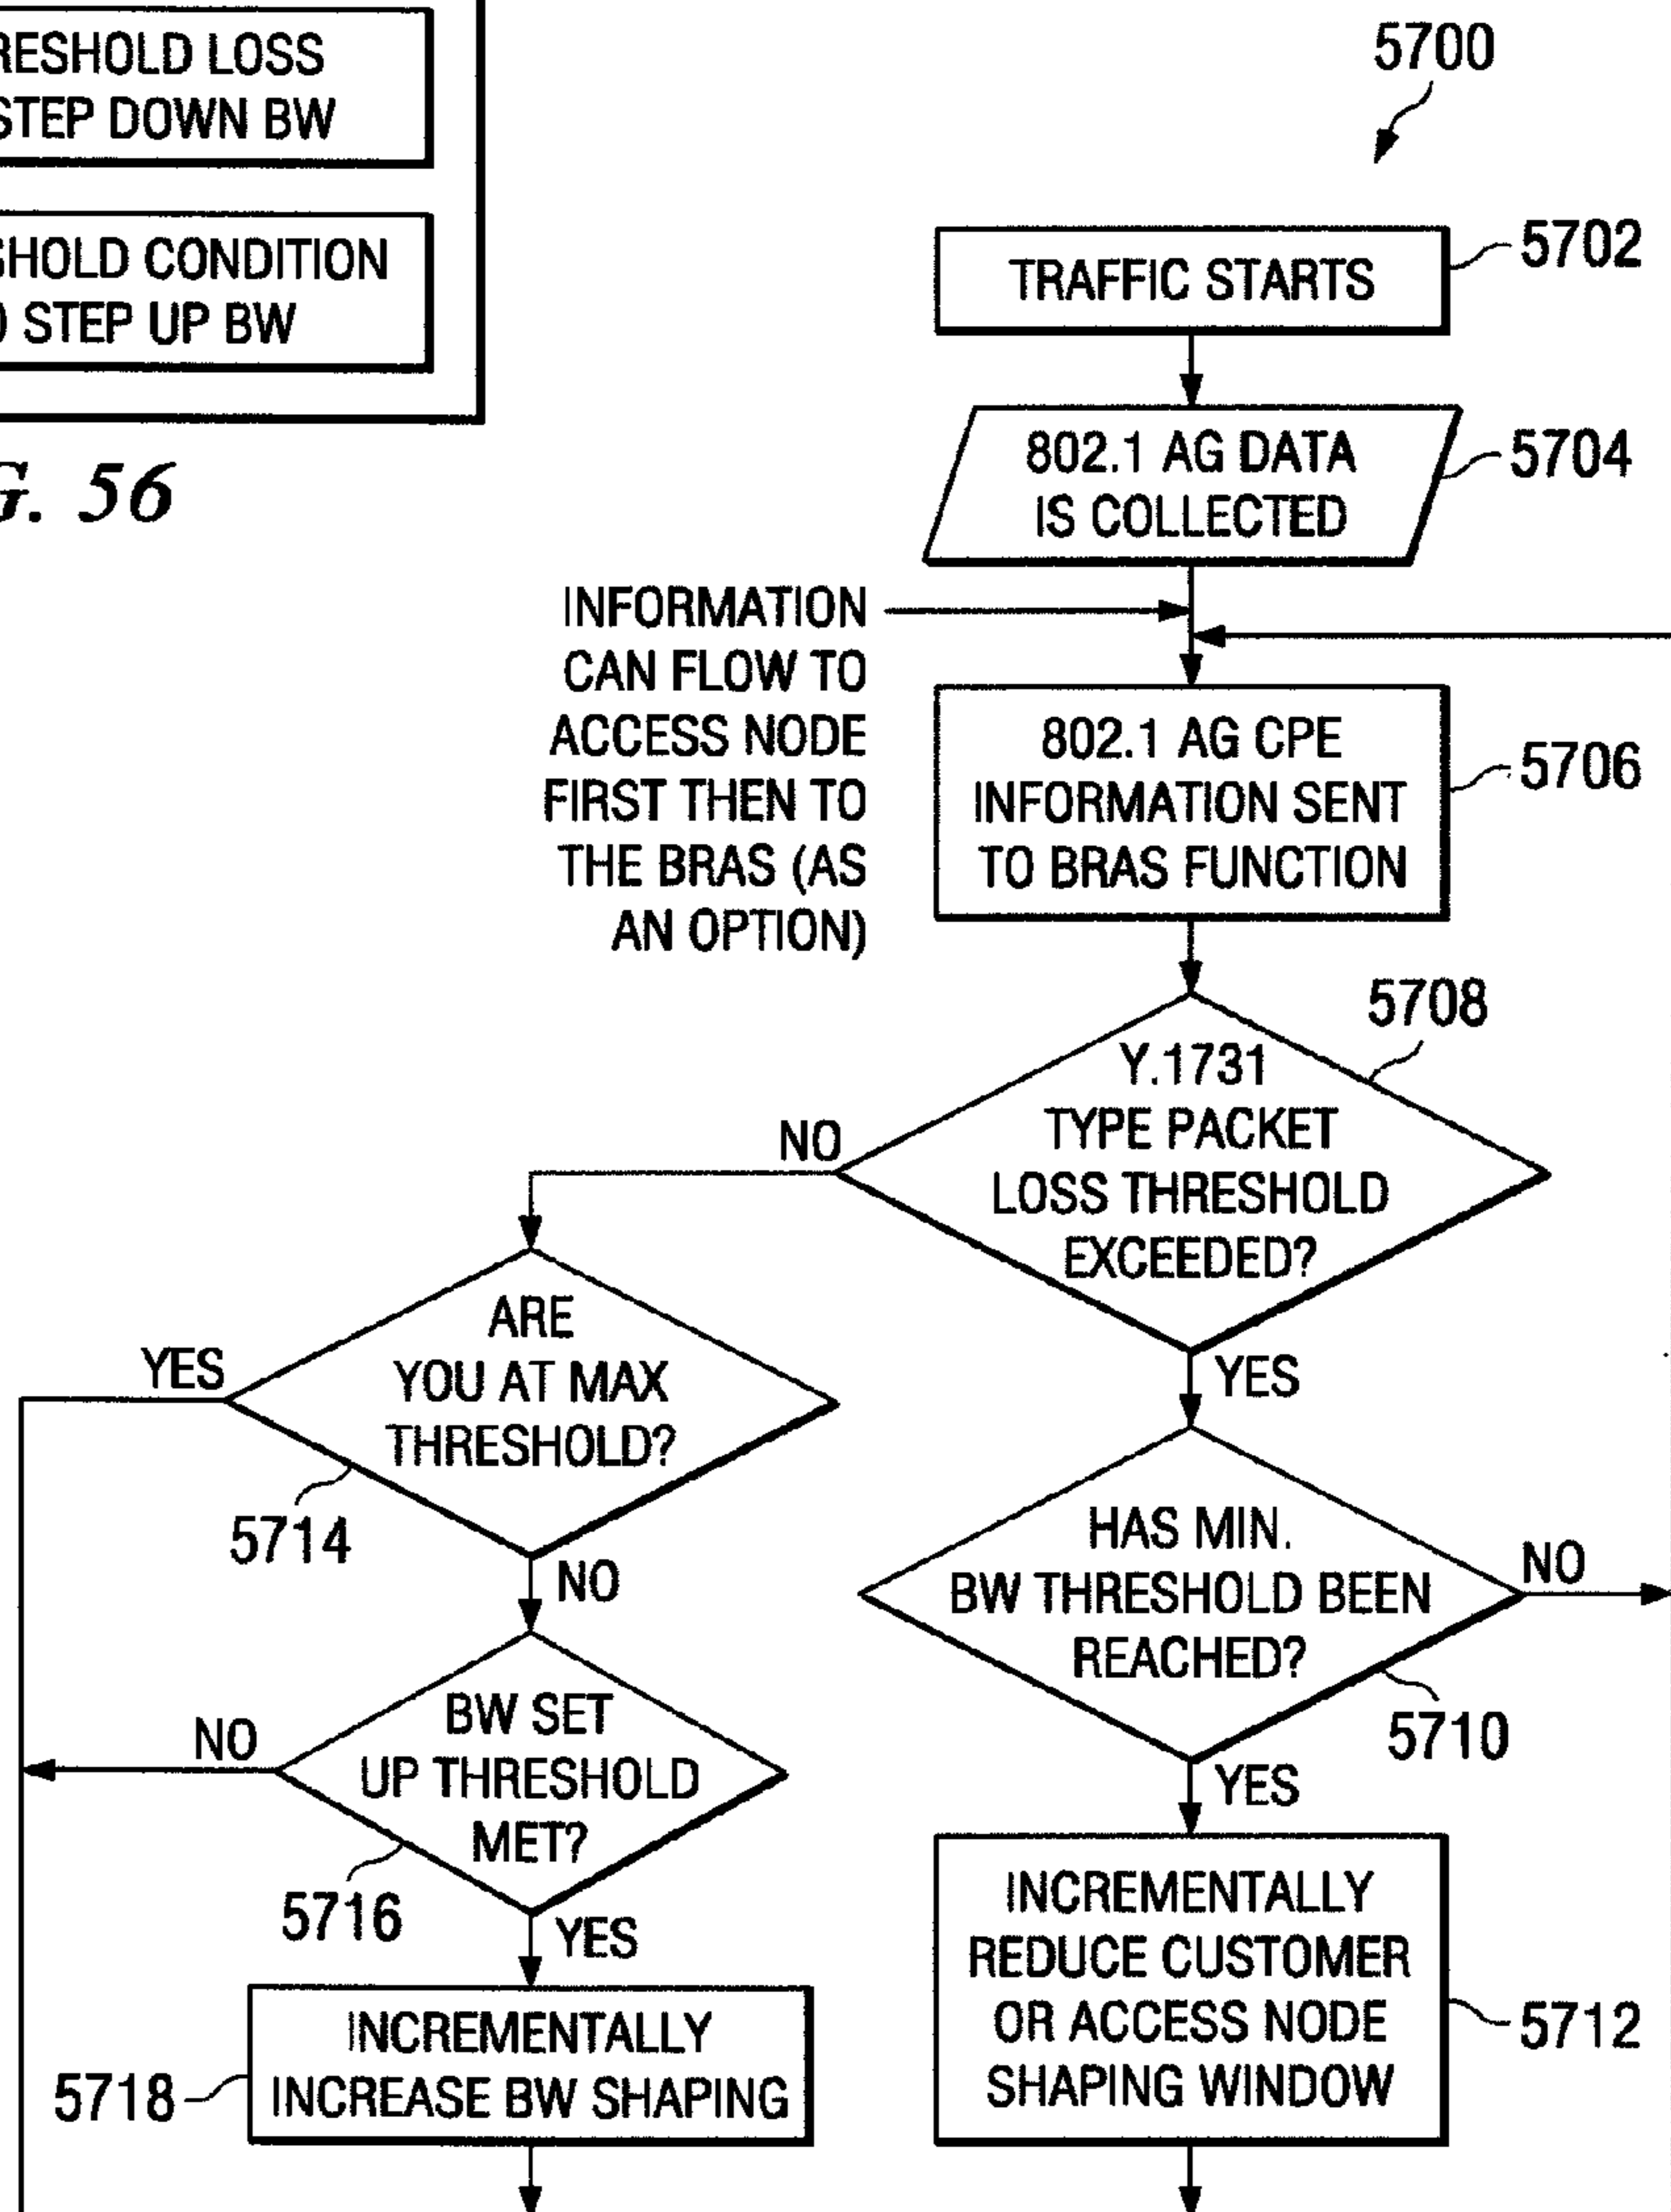 RESHOLD LOSS
STEP DOWN BW
SHOLD CONDITION
STEP UP BW
G. 56
5700
TRAFFIC STARTS
5702
802.1 AG DATA
IS COLLECTED
5704
INFORMATION
CAN FLOW TO
ACCESS NODE
FIRST THEN TO
THE BRAS (AS
AN OPTION)
802.1 AG CPE
INFORMATION SENT
TO BRAS FUNCTION
5706
5708
Y.1731
TYPE PACKET
LOSS THRESHOLD
EXCEEDED?
NO
YES
ARE
YOU AT MAX
THRESHOLD?
YES
5714
NO
HAS MIN.
BW THRESHOLD BEEN
REACHED?
NO
5710
YES
BW SET
UP THRESHOLD
MET?
NO
5716
YES
INCREMENTALLY
INCREASE BW SHAPING
5718
INCREMENTALLY
REDUCE CUSTOMER
OR ACCESS NODE
SHAPING WINDOW
5712